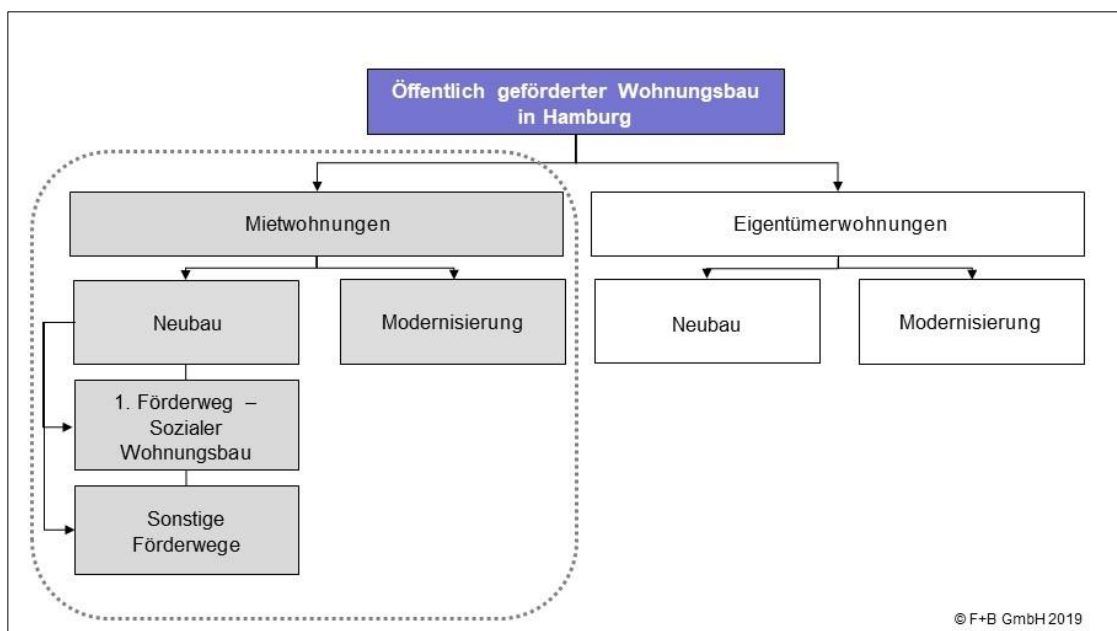 Öffentlich geförderter Wohnungsbau
in Hamburg
Mietwohnungen
Eigentümerwohnungen
Neubau
Modernisierung
Neubau
Modernisierung
1. Förderweg –
Sozialer
Wohnungsbau
Sonstige
Förderwege
© F+B GmbH 2019